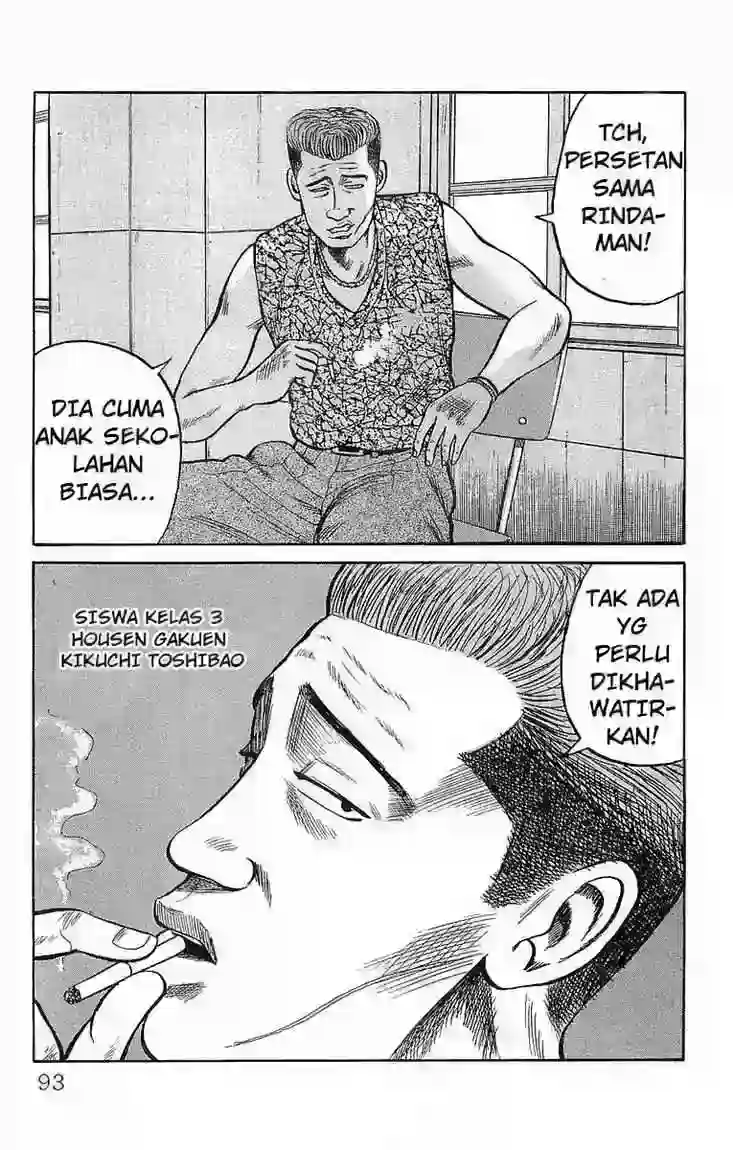 TCH,
PERSETAN
SAMA
RINDA-
MAN!
DIA CUMA
ANAK SEKO-
LAHAN
BIASA...
SISWA KELAS 3
HOUSEN GAKUEN
KIKUCHI TOSHIBAO
TAK ADA
YG
PERLU
DIKHA-
WATIR-
KAN!
93